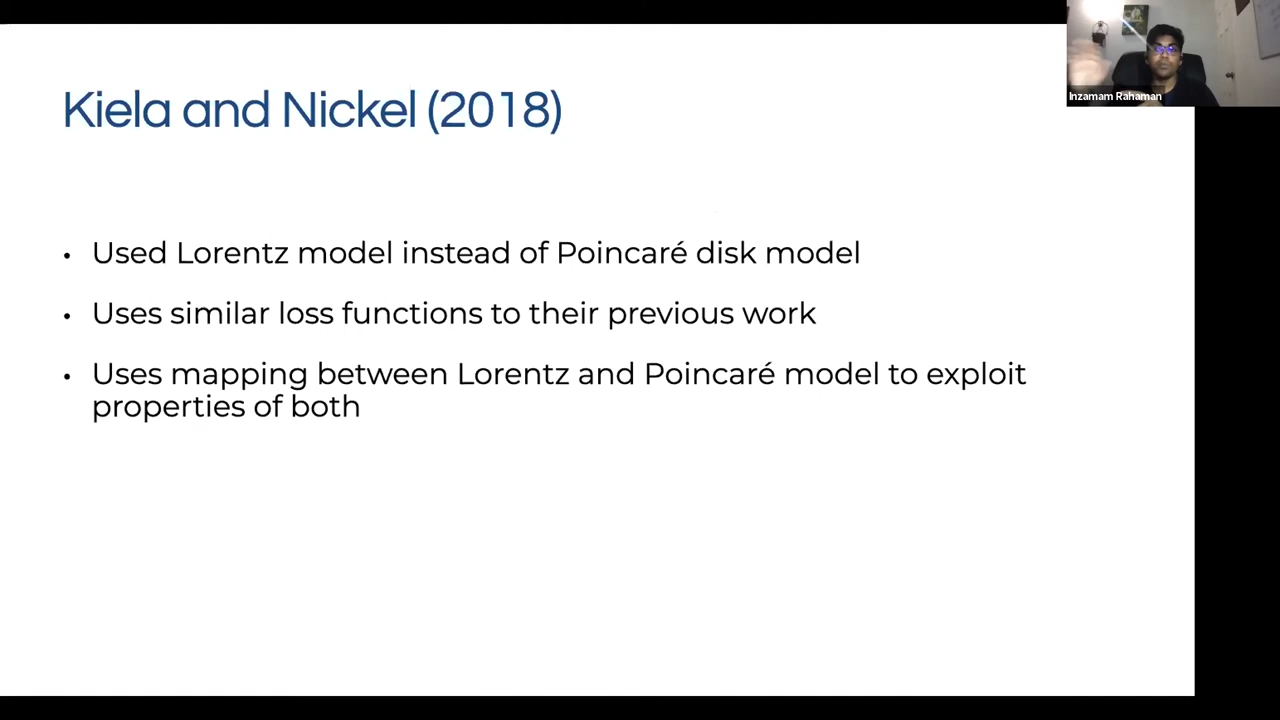 Kiela and Nickel (2018)
Inzamam Rahaman
• Used Lorentz model instead of Poincaré disk model
• Uses similar loss functions to their previous work
• Uses mapping between Lorentz and Poincaré model to exploit
properties of both